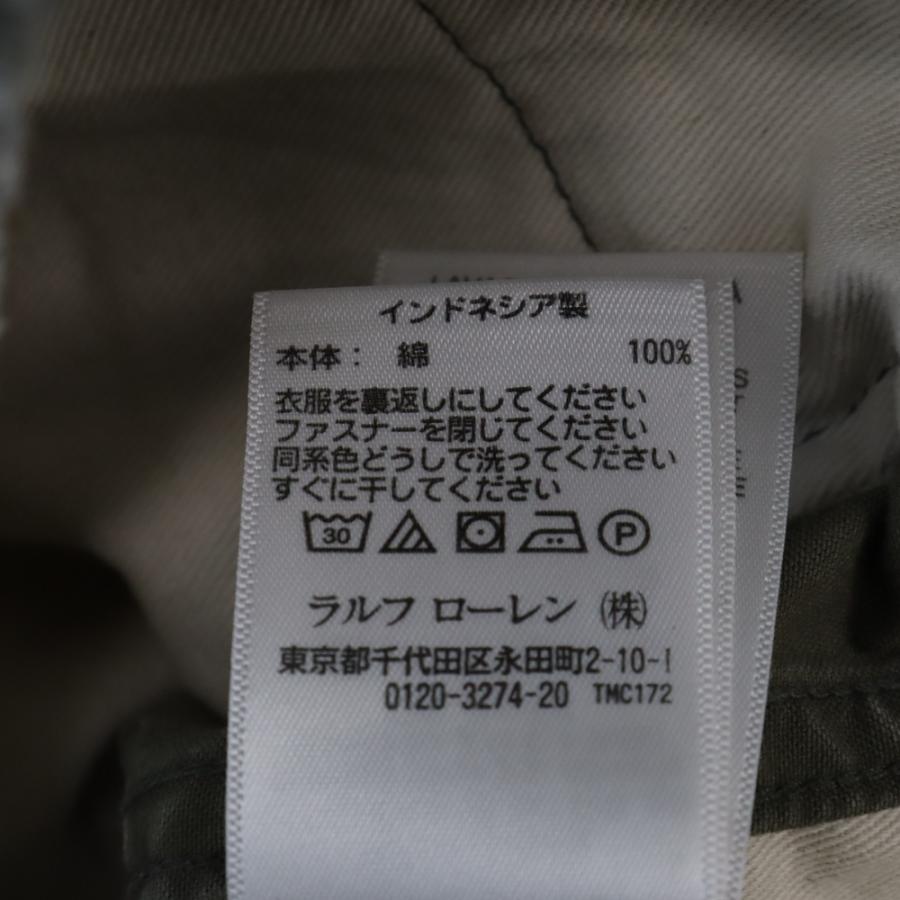 インドネシア製
本体： 綿 100%
衣服を裏返しにしてください
ファスナーを閉じてください
同系色どうしで洗ってください
すぐに干してください
30 P
ラルフ ローレン ㈱
東京都千代田区永田町2-10-1
0120-3274-20 TMC172